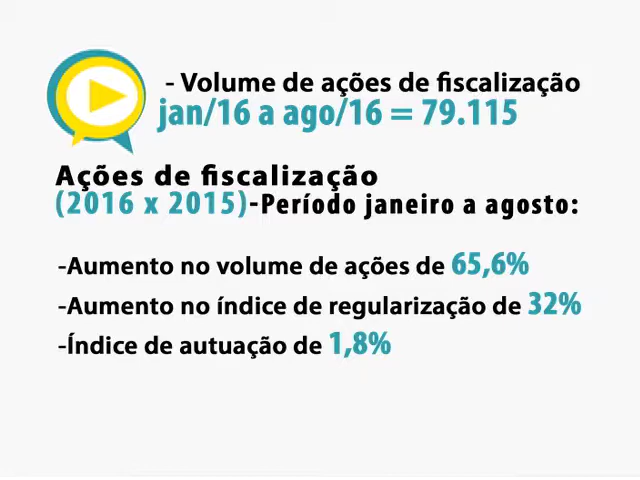 - Volume de ações de fiscalização
jan/16 a ago/16 = 79.115
Ações de fiscalização
(2016 x 2015)-Período janeiro a agosto:
-Aumento no volume de ações de 65,6%
-Aumento no índice de regularização de 32%
-Índice de autuação de 1,8%